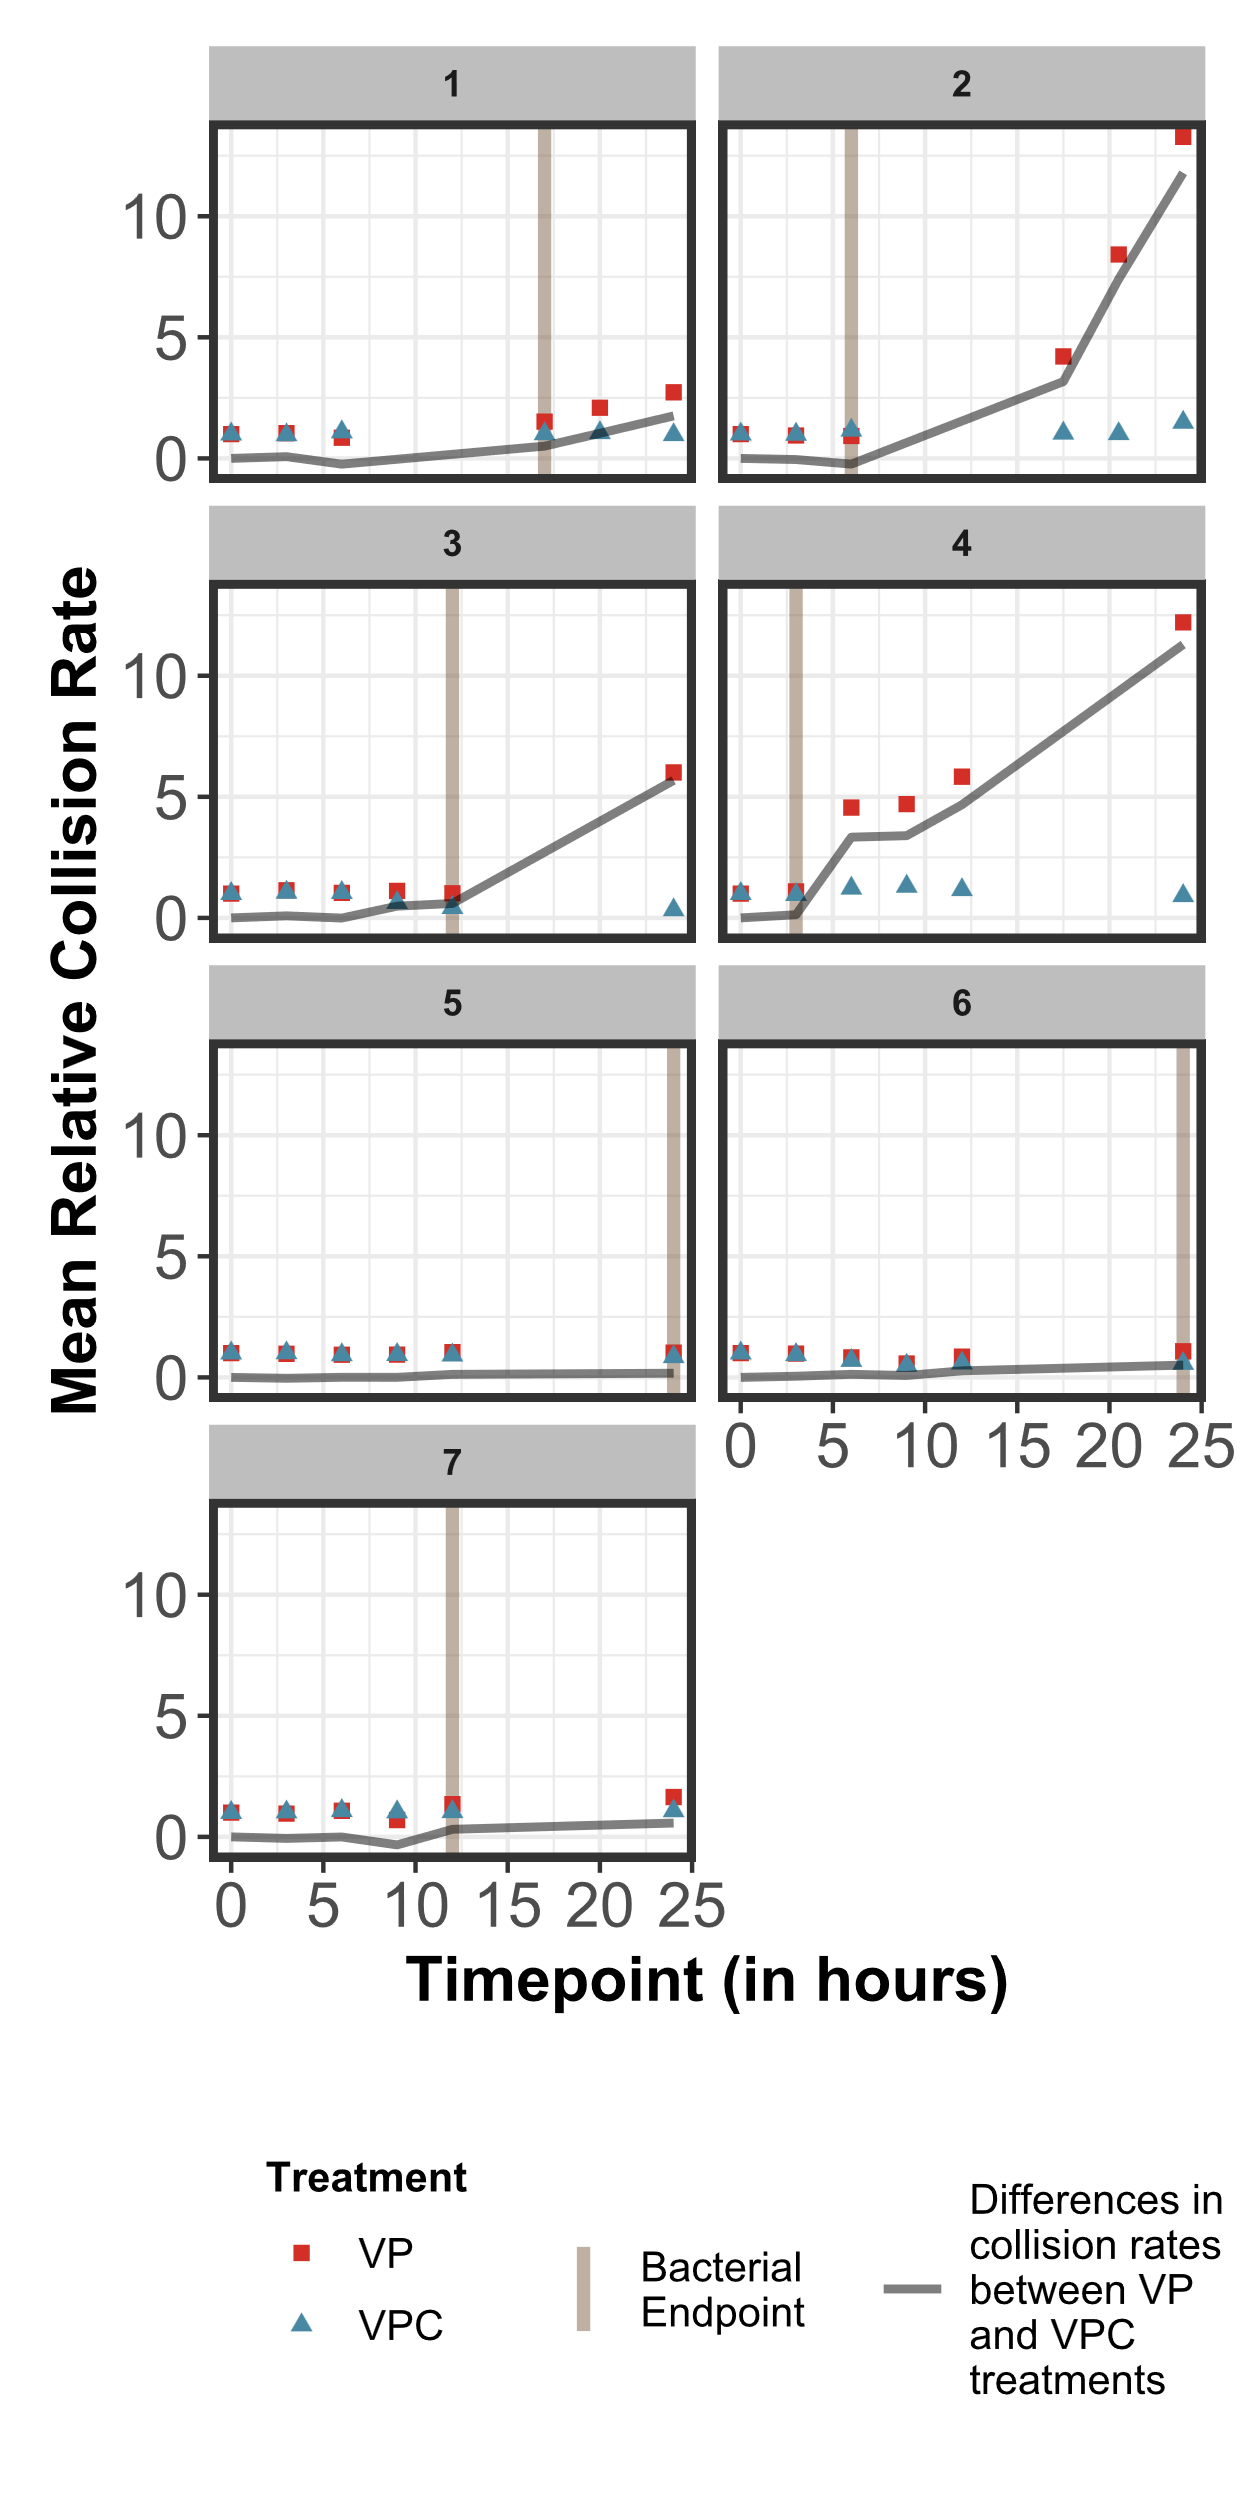 1
2
10
5
0
3
4
10
5
0
5
6
10
5
0
0 5 10 15 20 25
7
10
5
0
0 5 10 15 20 25
Mean Relative Collision Rate
Timepoint (in hours)
Treatment
VP
VPC
Bacterial
Endpoint
Differences in
collision rates
between VP
and VPC
treatments